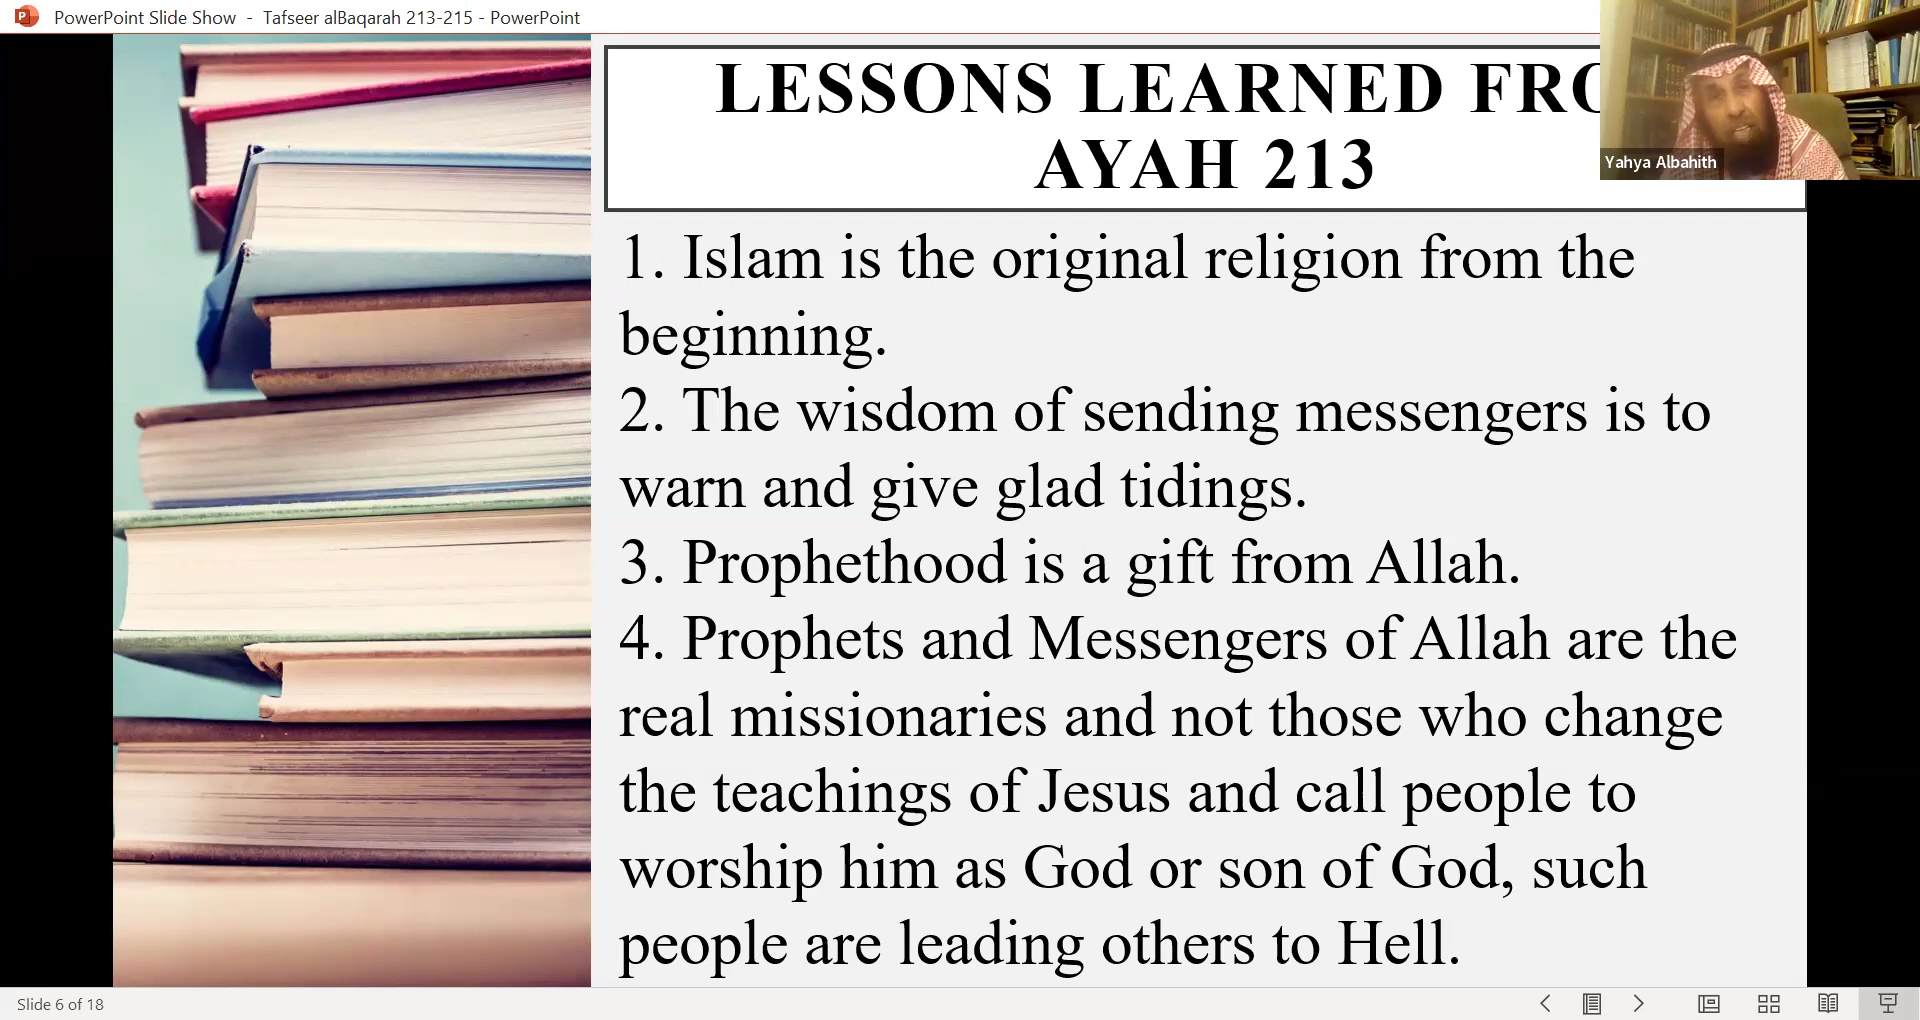 PowerPoint Slide Show - Tafseer alBaqarah 213-215 - PowerPoint
LESSONS LEARNED
AYAH 213
Yahya Albahith
1. Islam is the original religion from the
beginning.
2. The wisdom of sending messengers is to
warn and give glad tidings.
3. Prophethood is a gift from Allah.
4. Prophets and Messengers of Allah are the
real missionaries and not those who change
the teachings of Jesus and call people to
worship him as God or son of God, such
people are leading others to Hell.
Slide 6 of 18